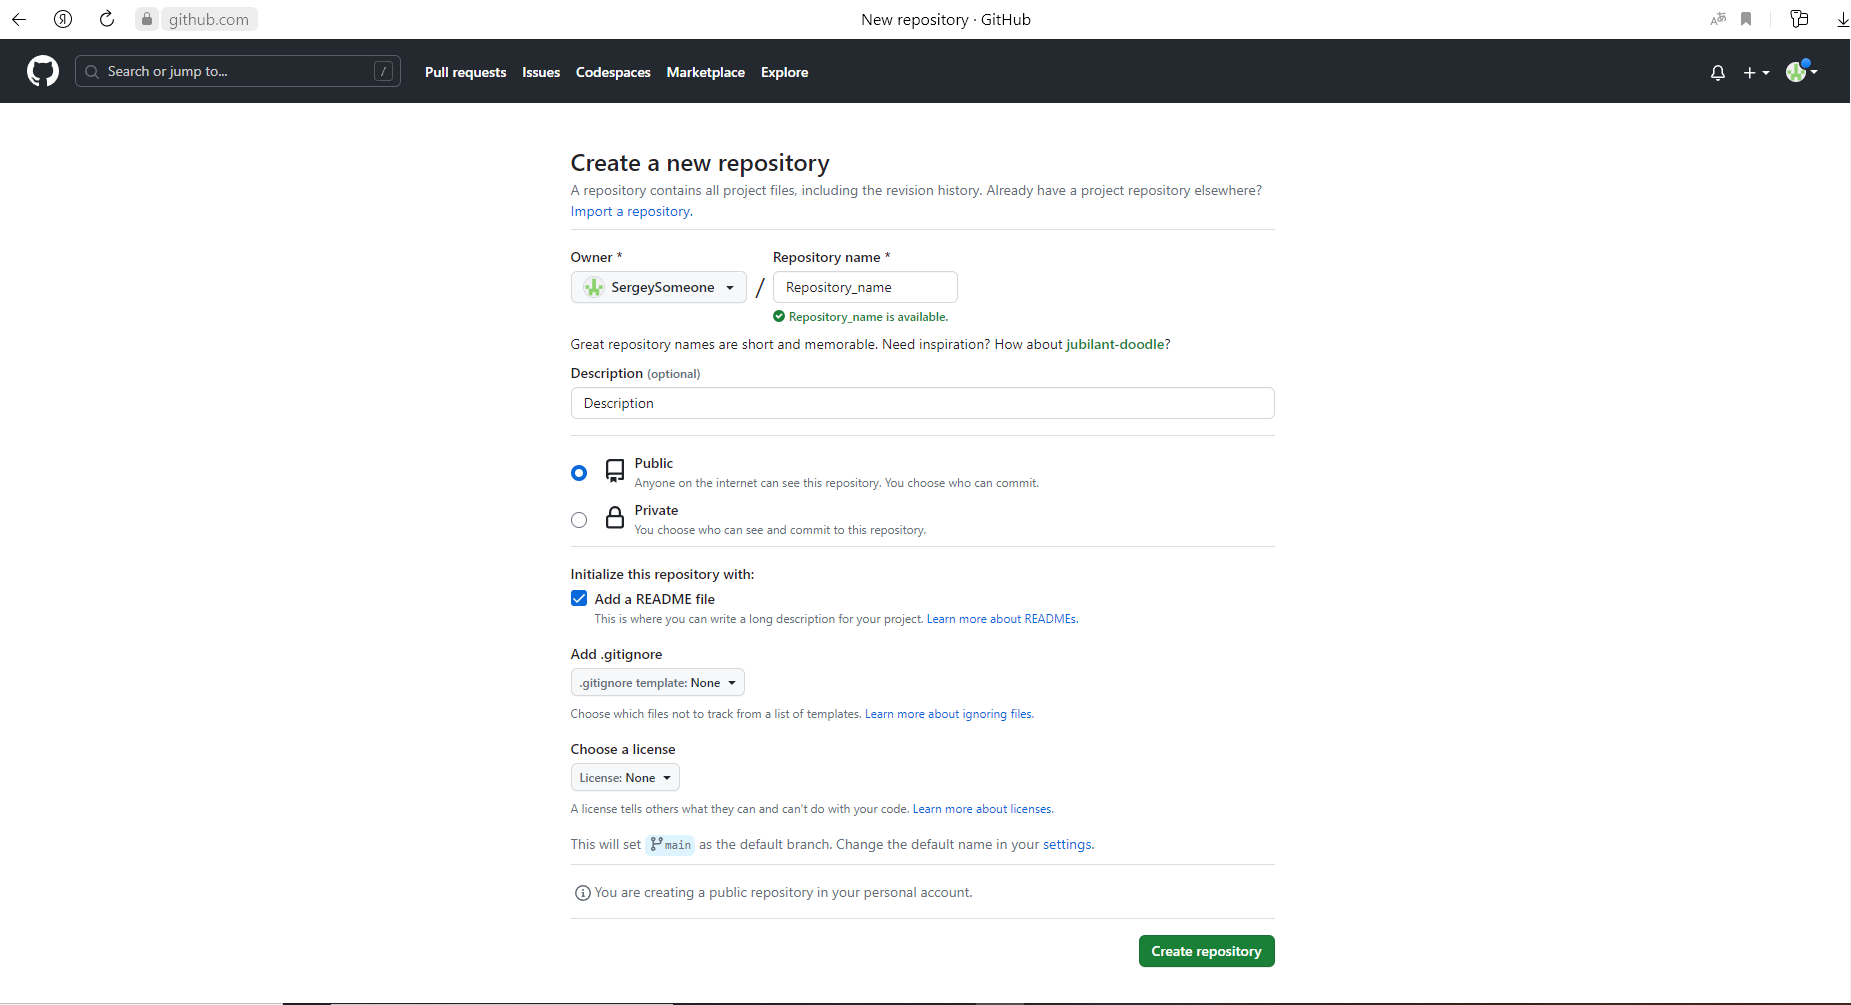 Я github.com New repository · GitHub
Search or jump to... / Pull requests Issues Codespaces Marketplace Explore
Create a new repository
A repository contains all project files, including the revision history. Already have a project repository elsewhere?
Import a repository.
Owner * Repository name *
SergeySomeone / Repository_name
Repository_name is available.
Great repository names are short and memorable. Need inspiration? How about jubilant-doodle?
Description (optional)
Description
Public
Anyone on the internet can see this repository. You choose who can commit.
Private
You choose who can see and commit to this repository.
Initialize this repository with:
Add a README file
This is where you can write a long description for your project. Learn more about READMEs.
Add .gitignore
.gitignore template: None
Choose which files not to track from a list of templates. Learn more about ignoring files.
Choose a license
License: None
A license tells others what they can and can't do with your code. Learn more about licenses.
This will set main as the default branch. Change the default name in your settings.
You are creating a public repository in your personal account.
Create repository